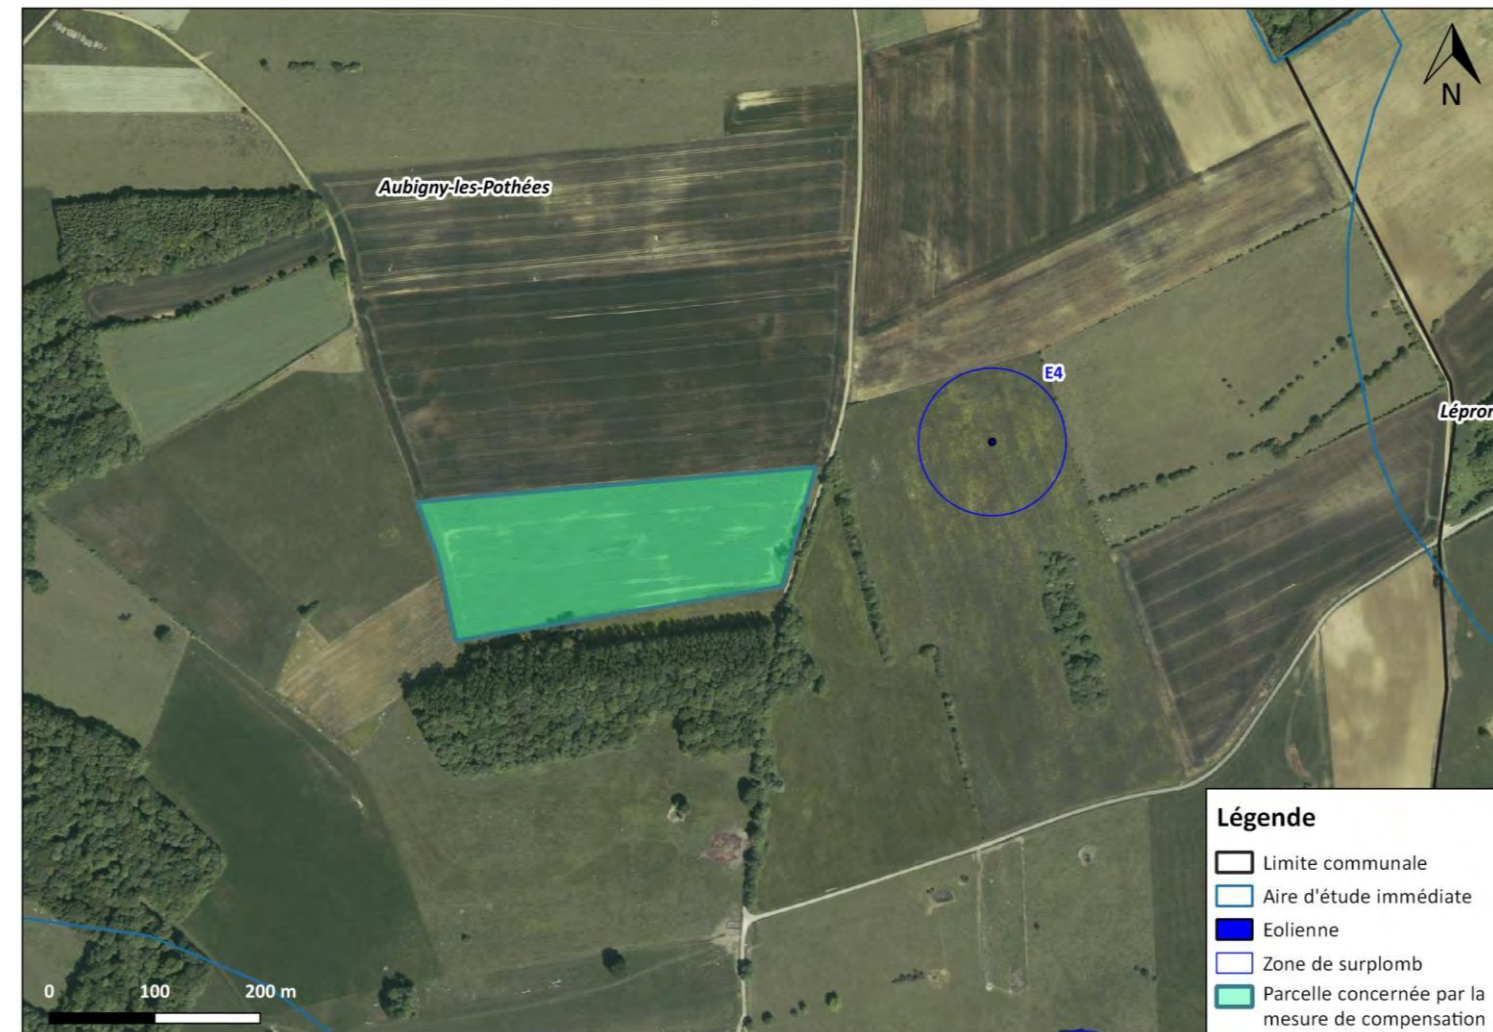 N
Aubigny-les-Pothées
E4
Légende
Limite communale
Aire d'étude immédiate
Eolienne
Zone de surplomb
Parcelle concernée par la
mesure de compensation
0 100 200 m